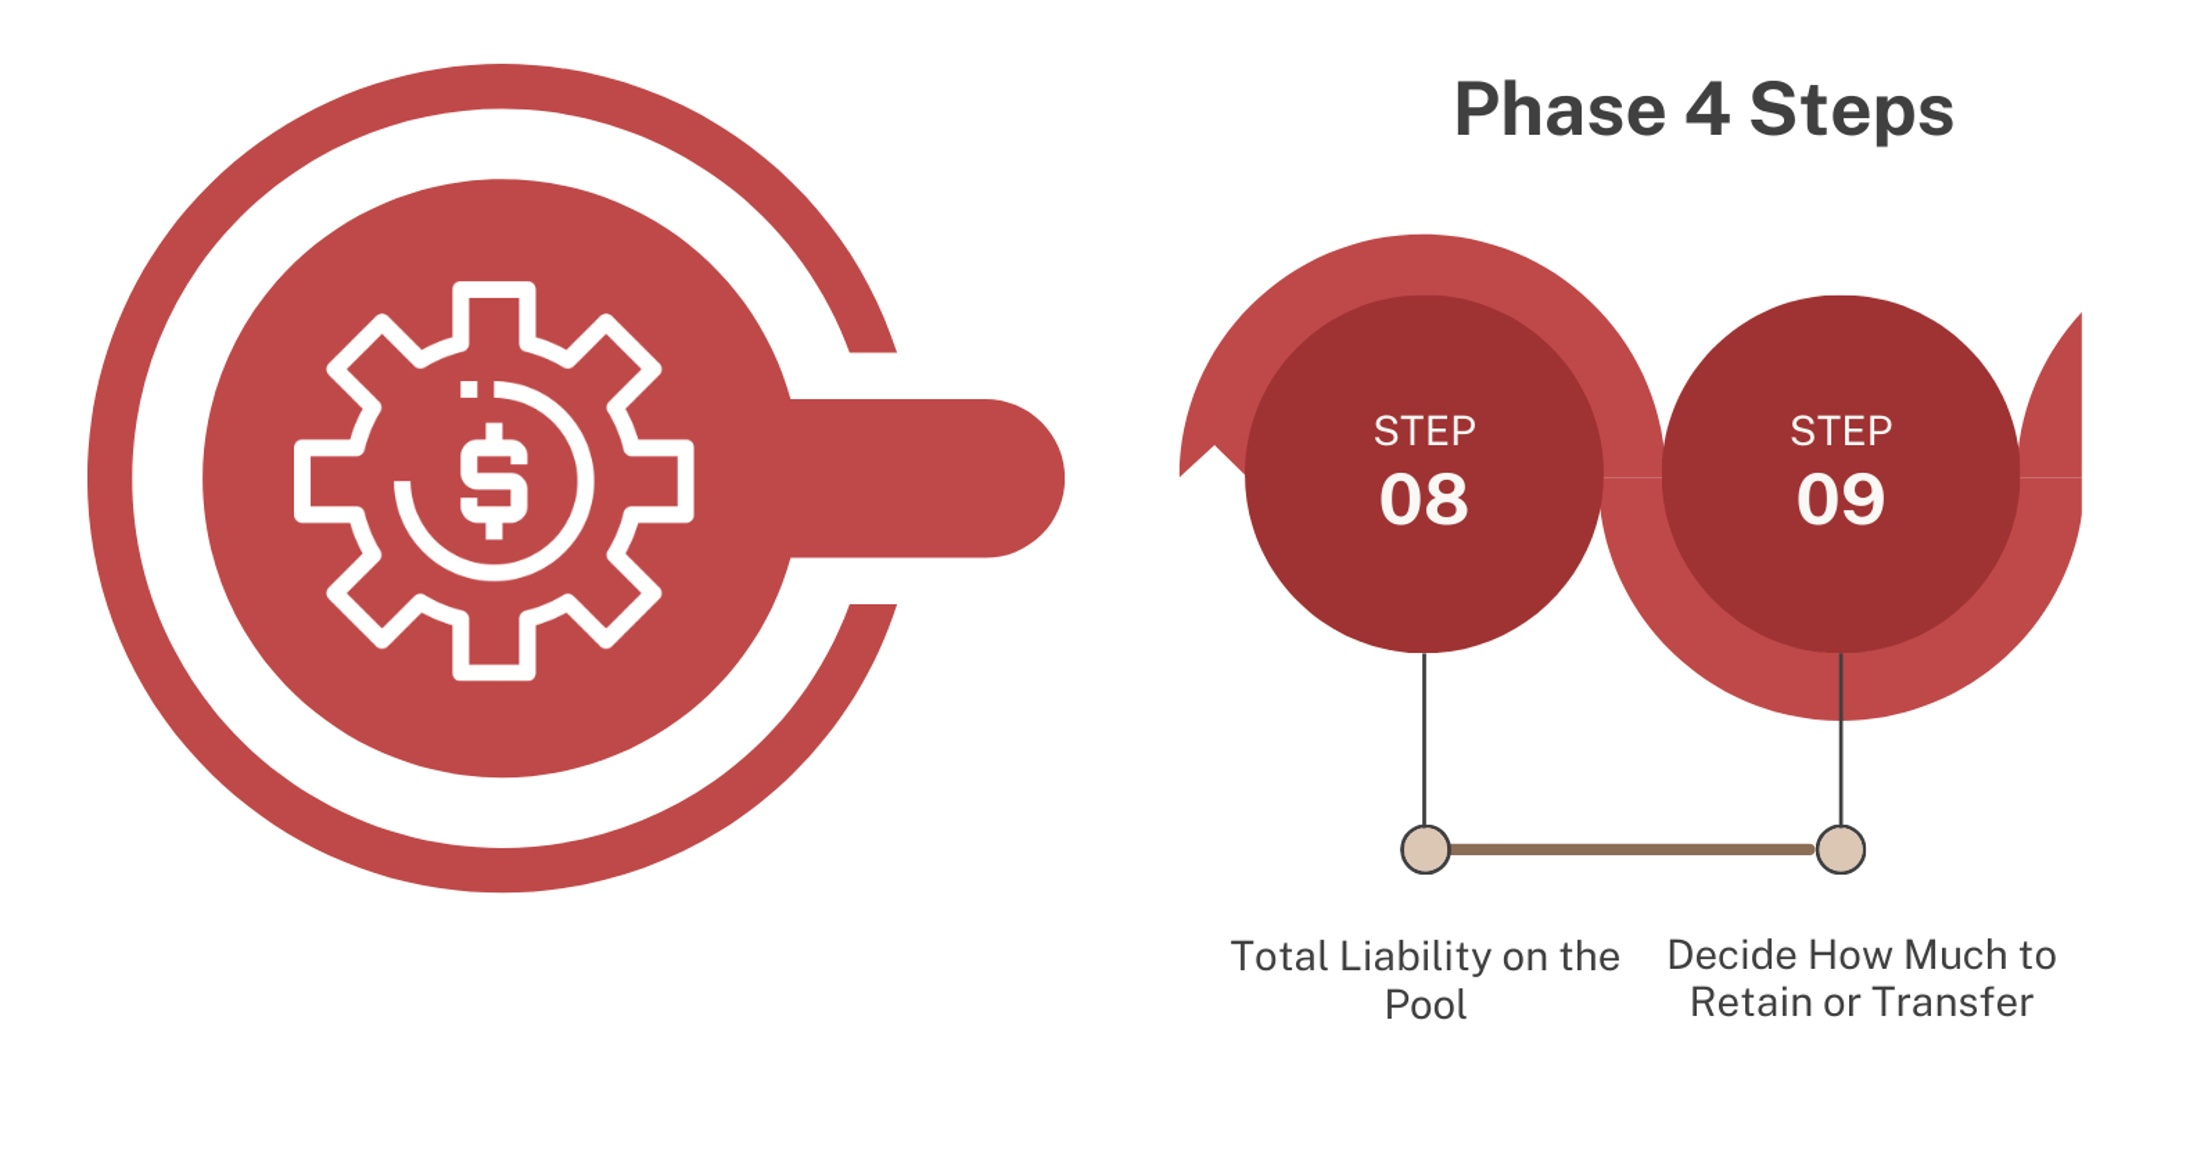 Phase 4 Steps
STEP
08
STEP
09
Total Liability on the
Pool
Decide How Much to
Retain or Transfer
$